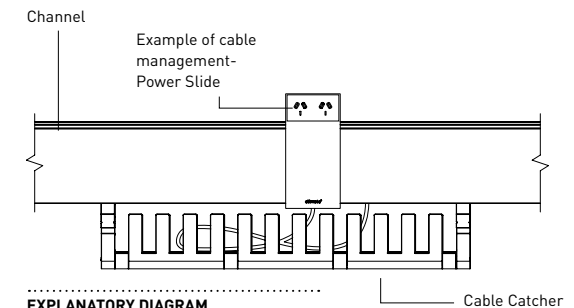 Channel
Example of cable
management-
Power Slide
Cable Catcher
EXPLANATORY DIAGRAM